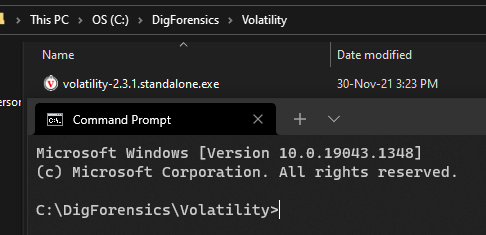 This PC > OS (C:) > DigForensics > Volatility
Name Date modified
volatility-2.3.1.standalone.exe 30-Nov-21 3:23 PM
erson
Command Prompt
Microsoft Windows [Version 10.0.19043.1348]
(c) Microsoft Corporation. All rights reserved.
C:\DigForensics\Volatility>